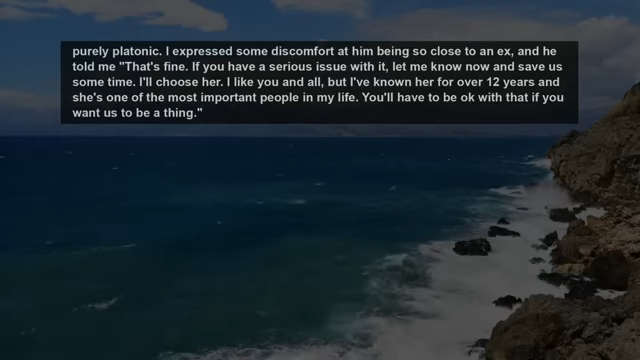 purely platonic. I expressed some discomfort at him being so close to an ex, and he
told me "That's fine. If you have a serious issue with it, let me know now and save us
some time. I'll choose her. I like you and all, but I've known her for over 12 years and
she's one of the most important people in my life. You'll have to be ok with that if you
want us to be a thing."